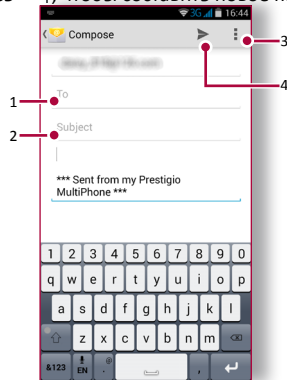 3G 16:44
Compose
3
4
To
1
Subject
2
*** Sent from my Prestigio
MultiPhone ***
1 2 3 4 5 6 7 8 9 0
q w e r t y u i o p
a s d f g h j k l
z x c v b n m
&123 EN @ . ,